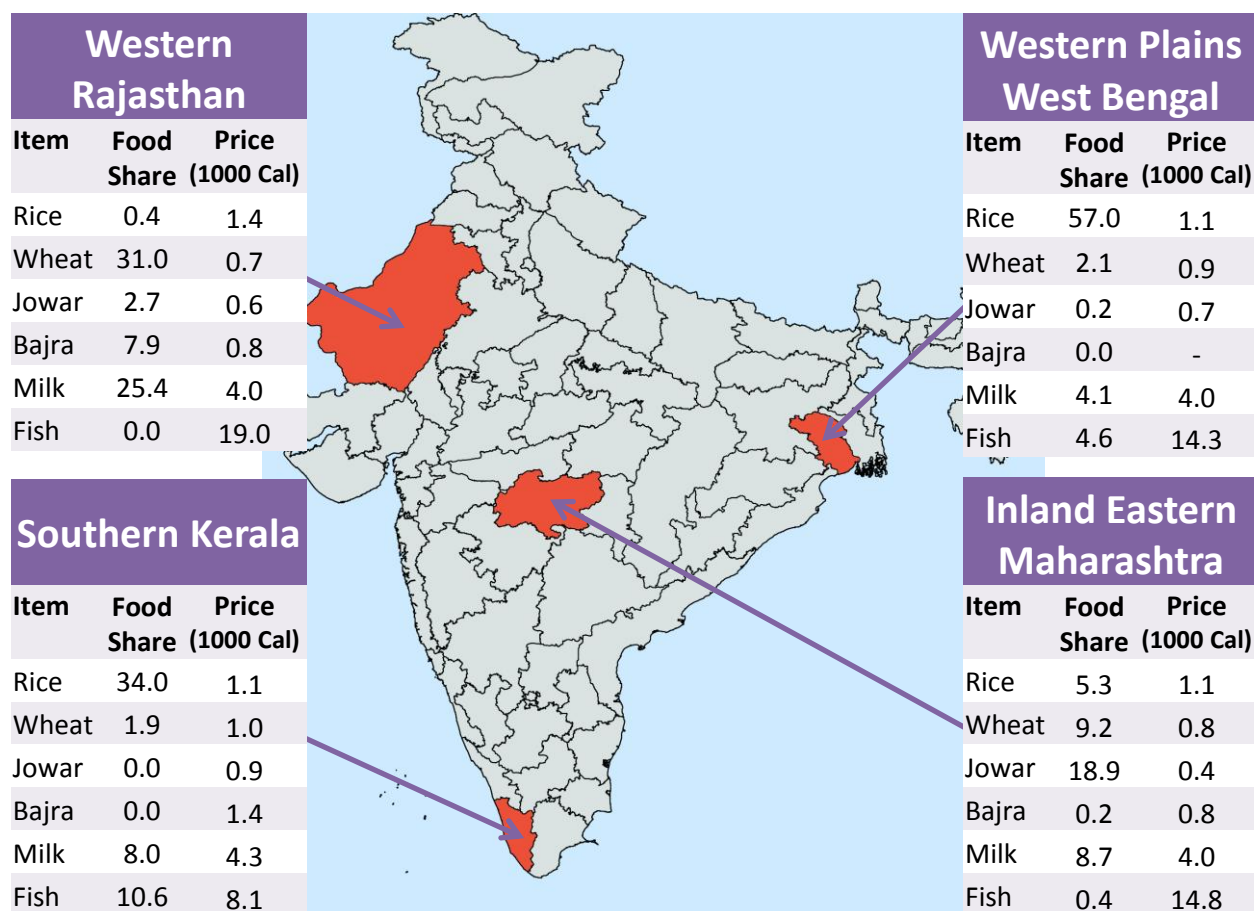 Western
Rajasthan
Item Food Price
Share (1000 Cal)
Rice 0.4 1.4
Wheat 31.0 0.7
Jowar 2.7 0.6
Bajra 7.9 0.8
Milk 25.4 4.0
Fish 0.0 19.0
Western Plains
West Bengal
Item Food Price
Share (1000 Cal)
Rice 57.0 1.1
Wheat 2.1 0.9
Jowar 0.2 0.7
Bajra 0.0 -
Milk 4.1 4.0
Fish 4.6 14.3
Southern Kerala
Item Food Price
Share (1000 Cal)
Rice 34.0 1.1
Wheat 1.9 1.0
Jowar 0.0 0.9
Bajra 0.0 1.4
Milk 8.0 4.3
Fish 10.6 8.1
Inland Eastern
Maharashtra
Item Food Price
Share (1000 Cal)
Rice 5.3 1.1
Wheat 9.2 0.8
Jowar 18.9 0.4
Bajra 0.2 0.8
Milk 8.7 4.0
Fish 0.4 14.8